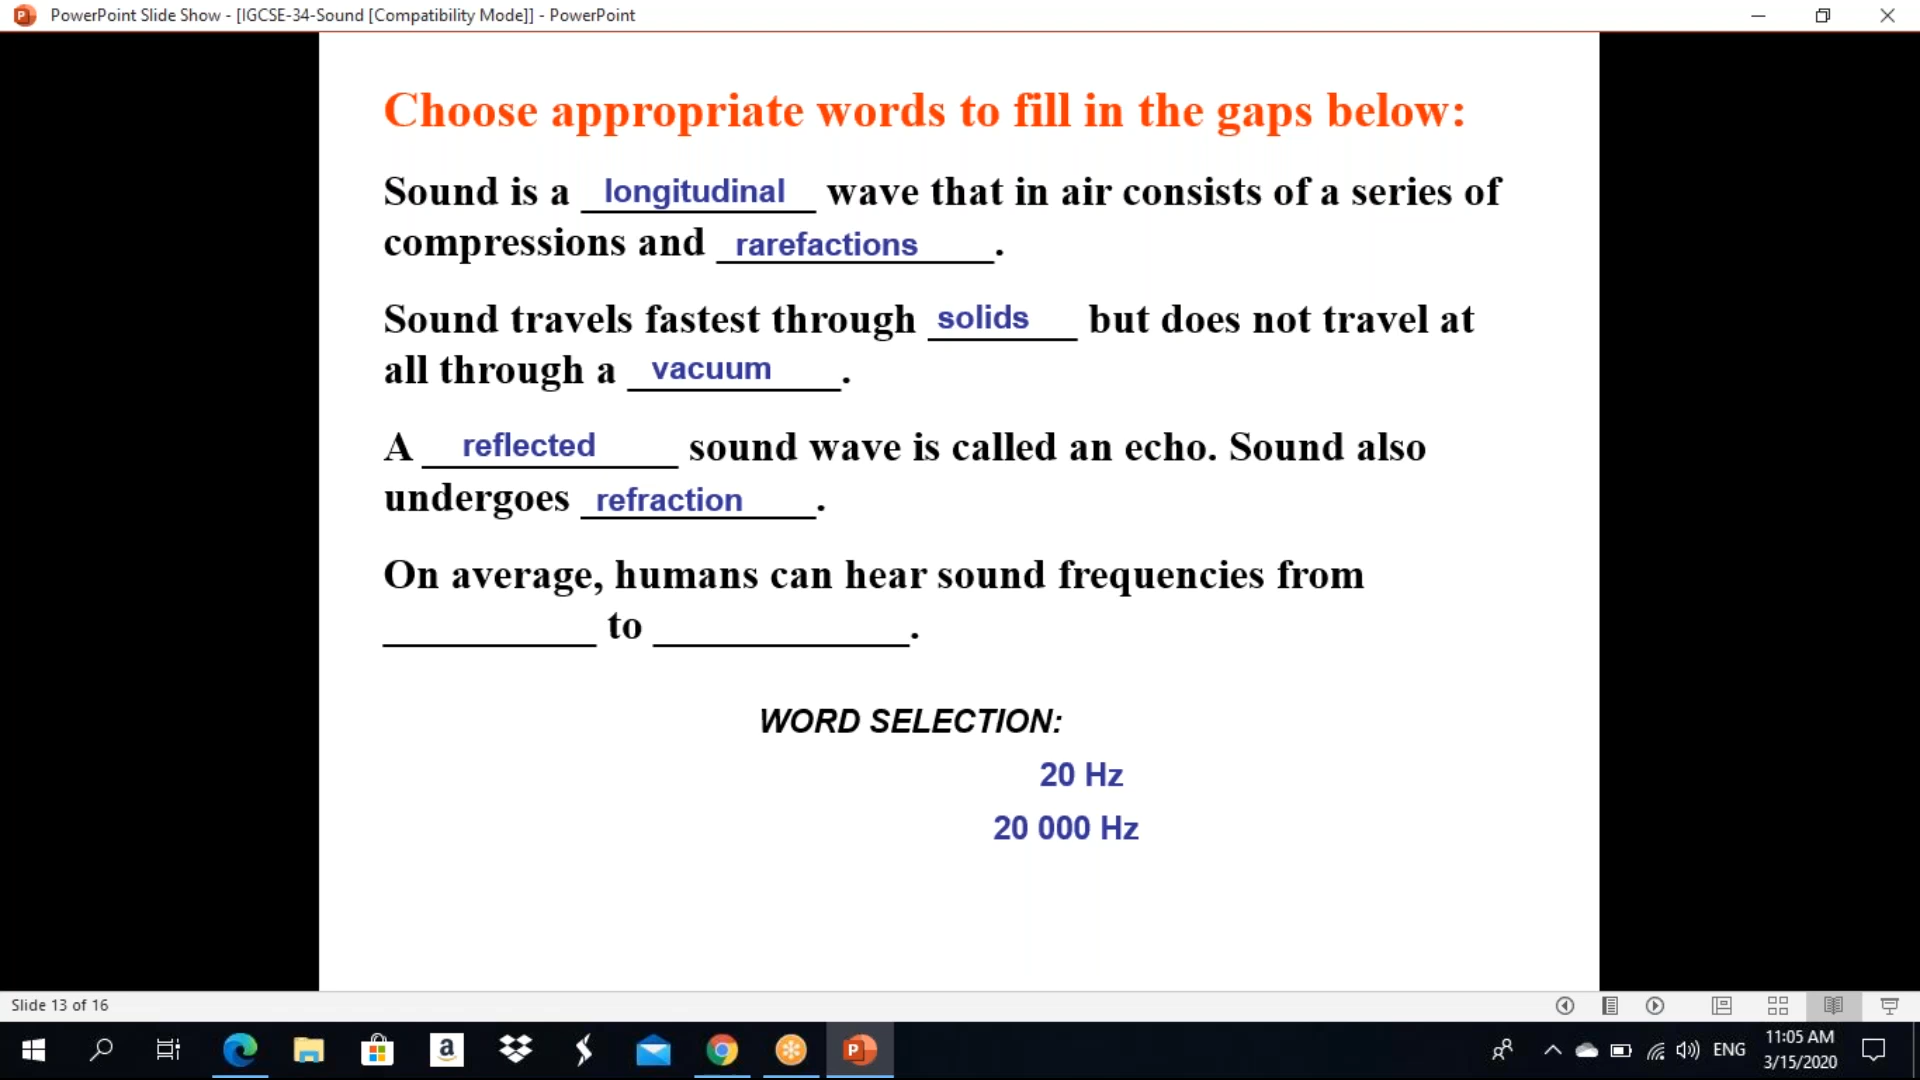 PowerPoint Slide Show - [IGCSE-34-Sound [Compatibility Mode]] - PowerPoint
Choose appropriate words to fill in the gaps below:
Sound is a longitudinal wave that in air consists of a series of
compressions and rarefactions.
Sound travels fastest through solids but does not travel at
all through a vacuum.
A reflected sound wave is called an echo. Sound also
undergoes refraction.
On average, humans can hear sound frequencies from
__________ to ____________.
WORD SELECTION:
20 Hz
20 000 Hz
Slide 13 of 16
ENG
11:05 AM
3/15/2020